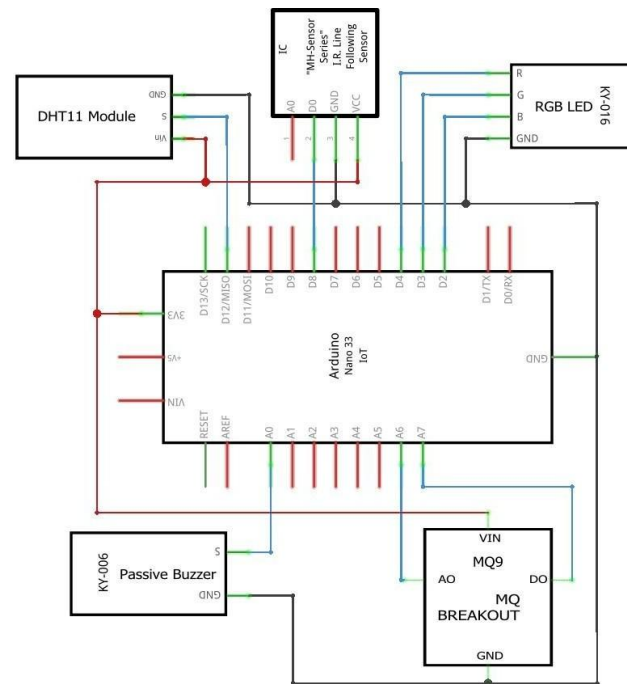 IC
"MH-Sensor
Series"
I.R. Line
Following
Sensor
A0
D0
GND
VCC
1
2
3
4
DHT11 Module
GND
S
Vin
R
G
B
GND
RGB LED
KY-016
D13/SCK
D12/MISO
D11/MOSI
D10
D9
D8
D7
D6
D5
D4
D3
D2
D1/TX
D0/RX
3V3
+5V
VIN
Arduino
Nano 33
IoT
GND
RESET
AREF
A0
A1
A2
A3
A4
A5
A6
A7
KY-006
Passive Buzzer
S
GND
VIN
MQ9
AO
DO
MQ
BREAKOUT
GND